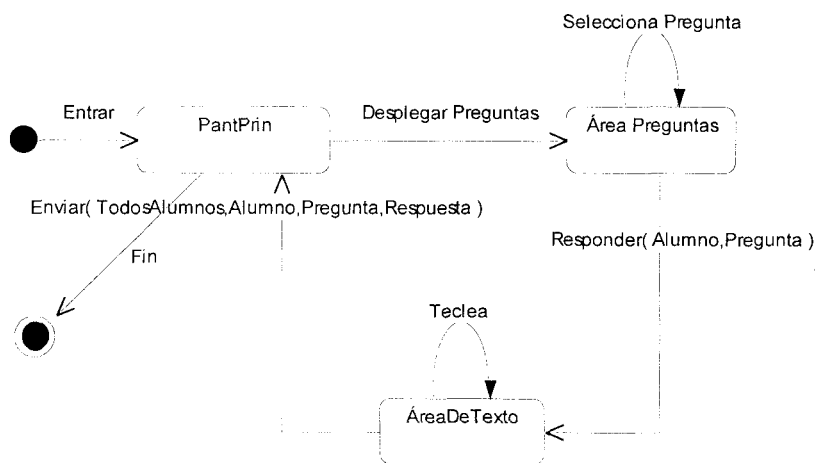 Selecciona Pregunta
Entrar
PantPrin
Desplegar Preguntas
Área Preguntas
Enviar( TodosAlumnos,Alumno,Pregunta,Respuesta )
Responder( Alumno,Pregunta )
Fin
Teclea
ÁreaDeTexto